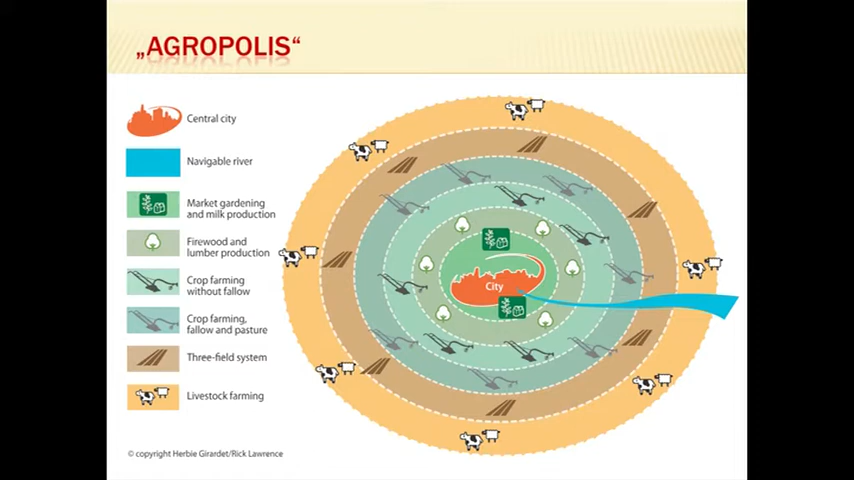 „AGROPOLIS“
Central city
Navigable river
Market gardening
and milk production
Firewood and
lumber production
Crop farming
without fallow
Crop farming,
fallow and pasture
Three-field system
Livestock farming
City
© copyright Herbie Girardet/Rick Lawrence